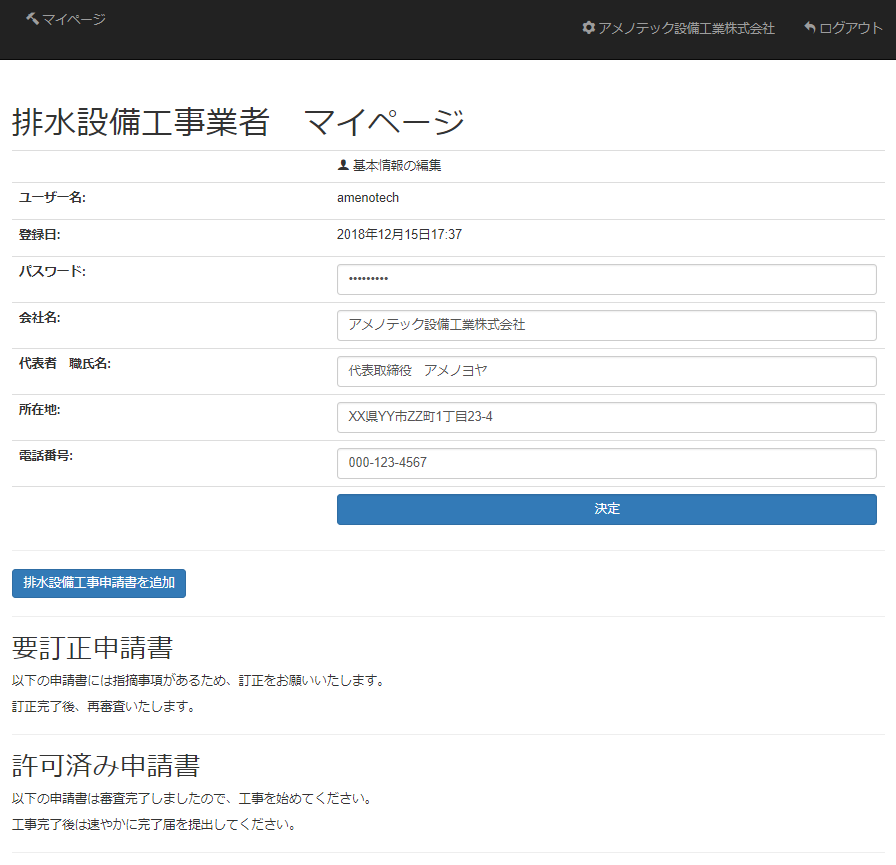 マイページ
アメノテック設備工業株式会社 ログアウト
排水設備工事業者　マイページ
基本情報の編集
ユーザー名: amenotech
登録日: 2018年12月15日17:37
パスワード: •••••••••
会社名: アメノテック設備工業株式会社
代表者　職氏名: 代表取締役　アメノヨヤ
所在地: XX県YY市ZZ町1丁目23-4
電話番号: 000-123-4567
決定
排水設備工事申請書を追加
要訂正申請書
以下の申請書には指摘事項があるため、訂正をお願いいたします。
訂正完了後、再審査いたします。
許可済み申請書
以下の申請書は審査完了しましたので、工事を始めてください。
工事完了後は速やかに完了届を提出してください。